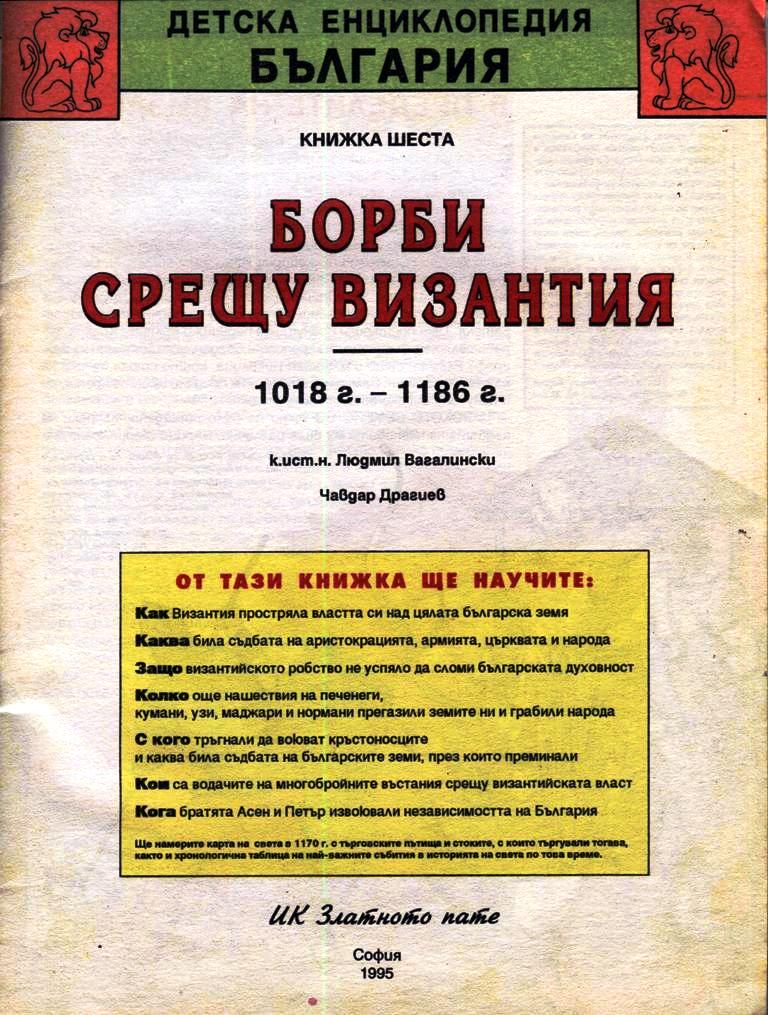 ДЕТСКА ЕНЦИКЛОПЕДИЯ
БЪЛГАРИЯ
КНИЖКА ШЕСТА
БОРБИ
СРЕЩУ ВИЗАНТИЯ
1018 г. – 1186 г.
к.ист.н. Людмил Вагалински
Чавдар Драгиев
ОТ ТАЗИ КНИЖКА ЩЕ НАУЧИТЕ:
Как Византия простряла властта си над цялата българска земя
Каква била съдбата на аристокрацията, армията, църквата и народа
Защо византийското робство не успяло да сломи българската духовност
Колко още нашествия на печенеги,
кумани, узи, маджари и нормани прегазили земите ни и грабили народа
С кого тръгнали да воюват кръстоносците
и каква била съдбата на българските земи, през които преминали
Кои са водачите на многобройните въстания срещу византийската власт
Кога братята Асен и Петър извоювали независимостта на България
Ще намерите карта на света в 1170 г. с търговските пътища и стоките, с които търгували тогава,
както и хронологична таблица на най-важните събития в историята на света по това време.
ИК Златното пате
София
1995